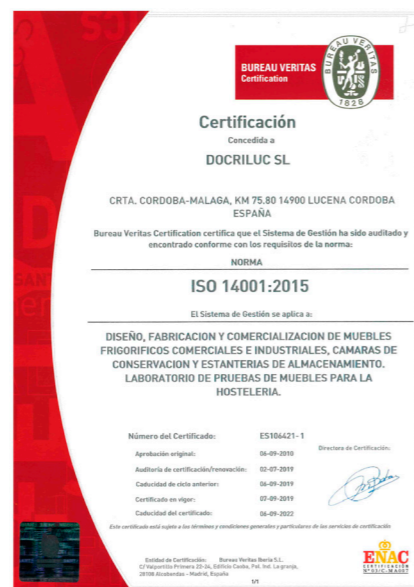 BUREAU VERITAS
Certification
BUREAU VERITAS
1828
Certificación
Concedida a
DOCRILUC SL
CRTA. CORDOBA-MALAGA, KM 75.80 14900 LUCENA CORDOBA
ESPAÑA
Bureau Veritas Certification certifica que el Sistema de Gestión ha sido auditado y
encontrado conforme con los requisitos de la norma:
NORMA
ISO 14001:2015
El Sistema de Gestión se aplica a:
DISEÑO, FABRICACION Y COMERCIALIZACION DE MUEBLES
FRIGORIFICOS COMERCIALES E INDUSTRIALES, CAMARAS DE
CONSERVACION Y ESTANTERIAS DE ALMACENAMIENTO.
LABORATORIO DE PRUEBAS DE MUEBLES PARA LA
HOSTELERIA.
Número del Certificado: ES106421-1
Directora de Certificación:
Aprobación original: 06-09-2010
Auditoría de certificación/renovación: 02-07-2019
Caducidad de ciclo anterior: 06-09-2019
Certificado en vigor: 07-09-2019
Caducidad del certificado: 06-09-2022
Este certificado está sujeto a los términos y condiciones generales y particulares de los servicios de certificación
Entidad de Certificación: Bureau Veritas Iberia S.L.
C/ Valportillo Primera 22-24, Edificio Caoba, Pol. Ind. La granja,
28108 Alcobendas - Madrid, España
1/1
ENAC
CERTIFICACIÓN